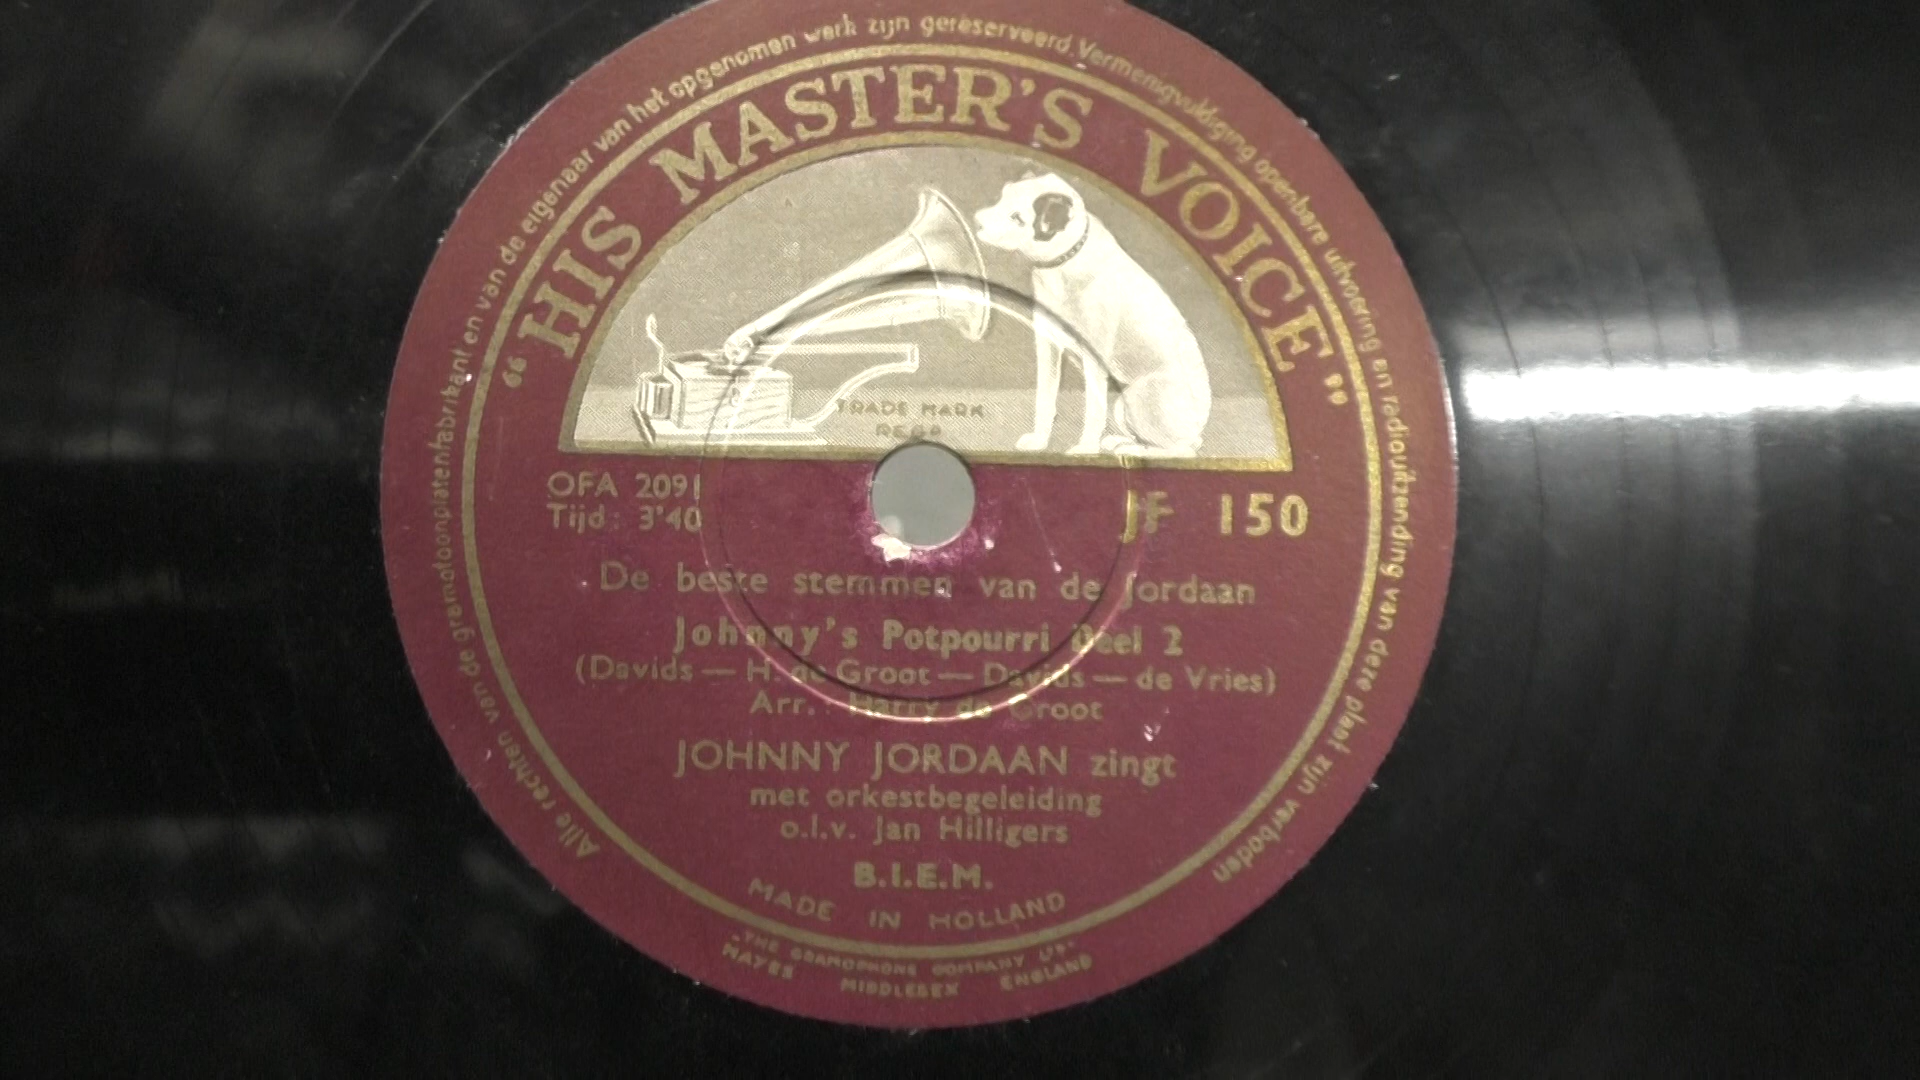 Alle rechten van de gramofoonplatenfabrikant en van de eigenaar van het opgenomen werk zijn gereserveerd. Vermenigvuldiging openbare uitvoering en radiouitzending van deze plaat zijn verboden
"HIS MASTER'S VOICE"
TRADE MARK
REGD
OFA 2091
Tijd: 3'40
JF 150
De beste stemmen van de Jordaan
Johnny's Potpourri Deel 2
(Davids — H. de Groot — Davids — de Vries)
Arr.: Harry de Groot
JOHNNY JORDAAN zingt
met orkestbegeleiding
o.l.v. Jan Hilligers
B.I.E.M.
MADE IN HOLLAND
THE GRAMOPHONE COMPANY LTD.
HAYES MIDDLESEX ENGLAND